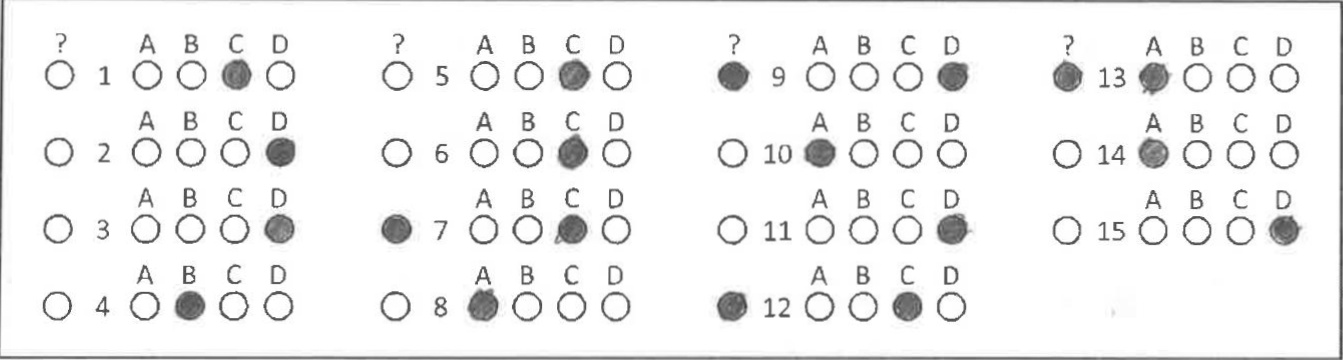 ? A B C D ? A B C D ? A B C D ? A B C D
1 5 9 13
A B C D A B C D A B C D A B C D
2 6 10 14
A B C D A B C D A B C D A B C D
3 7 11 15
A B C D A B C D A B C D
4 8 12